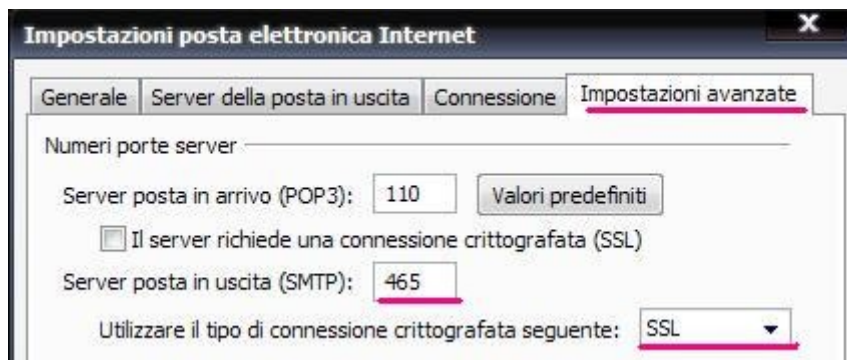 Impostazioni posta elettronica Internet
Generale Server della posta in uscita Connessione Impostazioni avanzate
Numeri porte server
Server posta in arrivo (POP3): 110 Valori predefiniti
Il server richiede una connessione crittografata (SSL)
Server posta in uscita (SMTP): 465
Utilizzare il tipo di connessione crittografata seguente: SSL